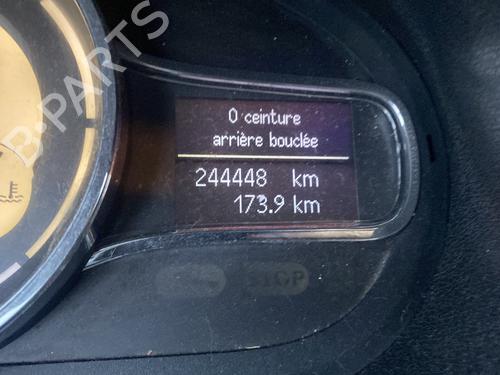 0 ceinture
arrière bouclée
244448 km
173.9 km
STOP
B-PARTS